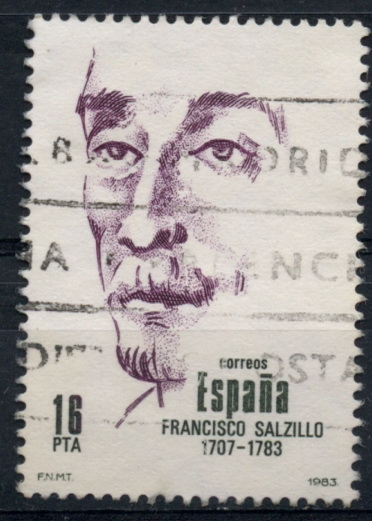 correos
España
16
PTA
FRANCISCO SALZILLO
1707-1783
F.N.M.T.
1983